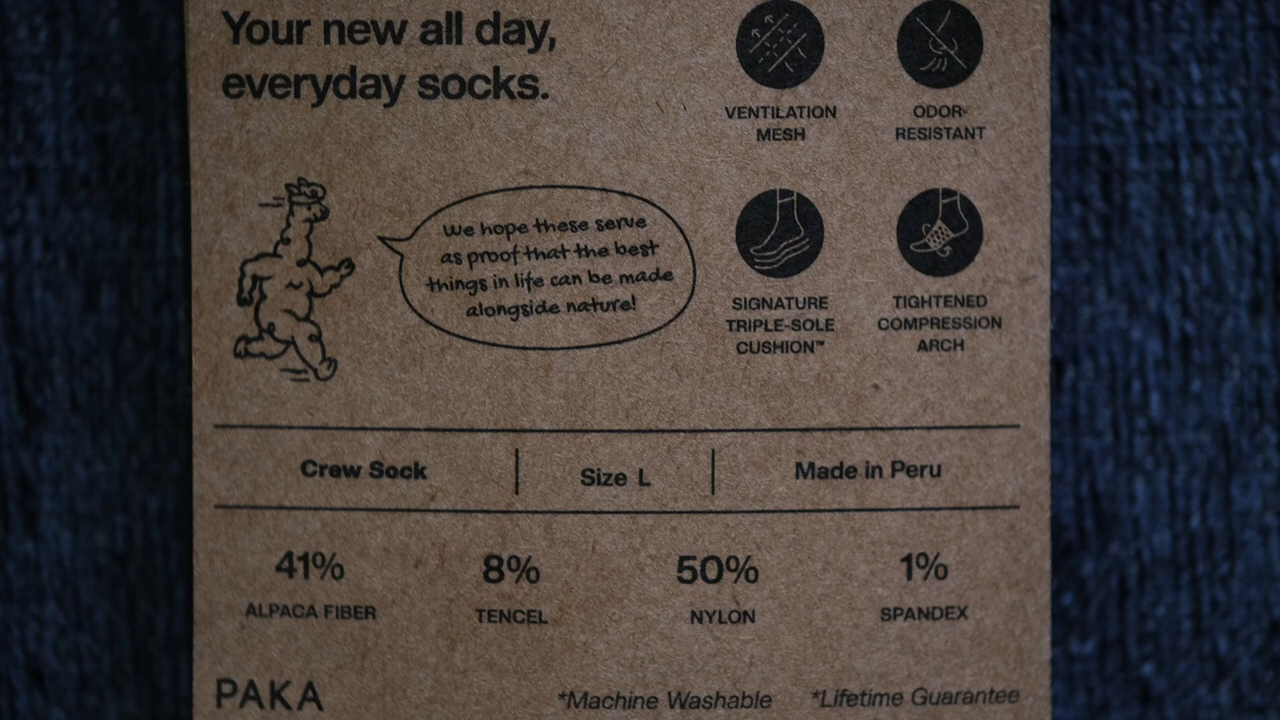 Your new all day,
everyday socks.
VENTILATION
MESH
ODOR-
RESISTANT
we hope these serve
as proof that the best
things in life can be made
alongside nature!
SIGNATURE
TRIPLE-SOLE
CUSHION™
TIGHTENED
COMPRESSION
ARCH
Crew Sock
Size L
Made in Peru
41%
ALPACA FIBER
8%
TENCEL
50%
NYLON
1%
SPANDEX
PAKA
*Machine Washable
*Lifetime Guarantee